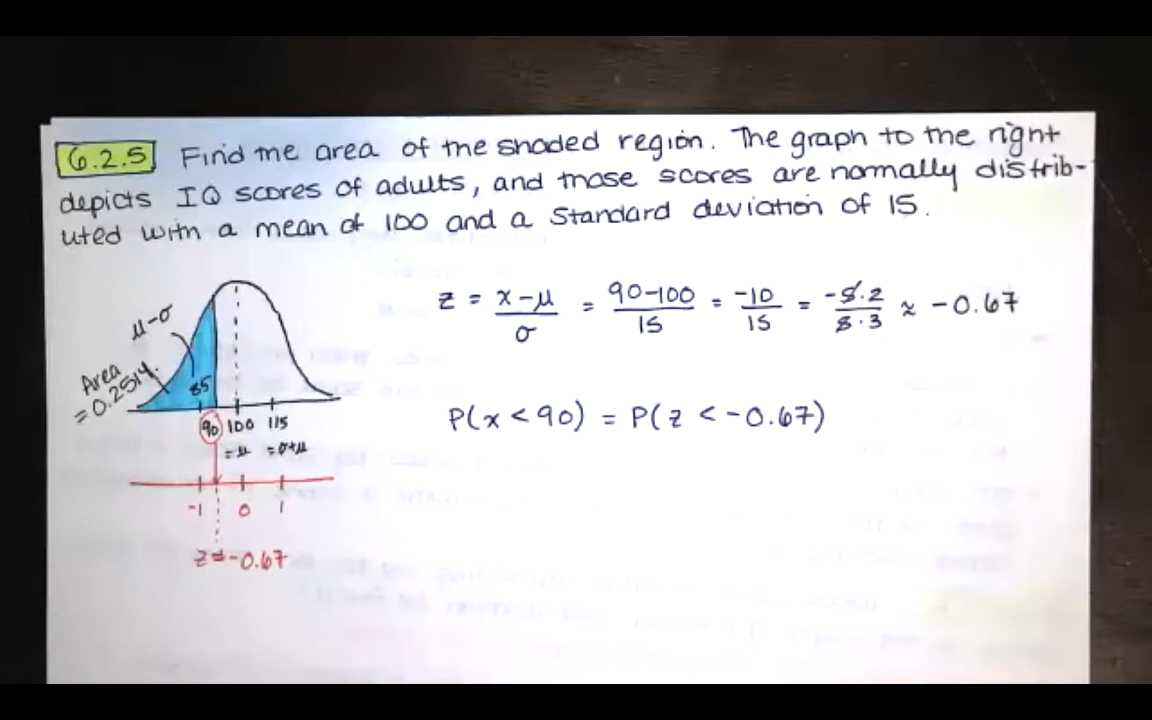 6.2.5 Find the area of the shaded region. The graph to the right
depicts IQ scores of adults, and those scores are normally distrib-
uted with a mean of 100 and a standard deviation of 15.
z = x-μ / σ = 90-100 / 15 = -10 / 15 = -5·2 / 5·3 ≈ -0.67
μ-σ
Area
= 0.2514
85
90 100 115
=μ =σ+μ
P(x < 90) = P(z < -0.67)
-1 0 1
z=-0.67